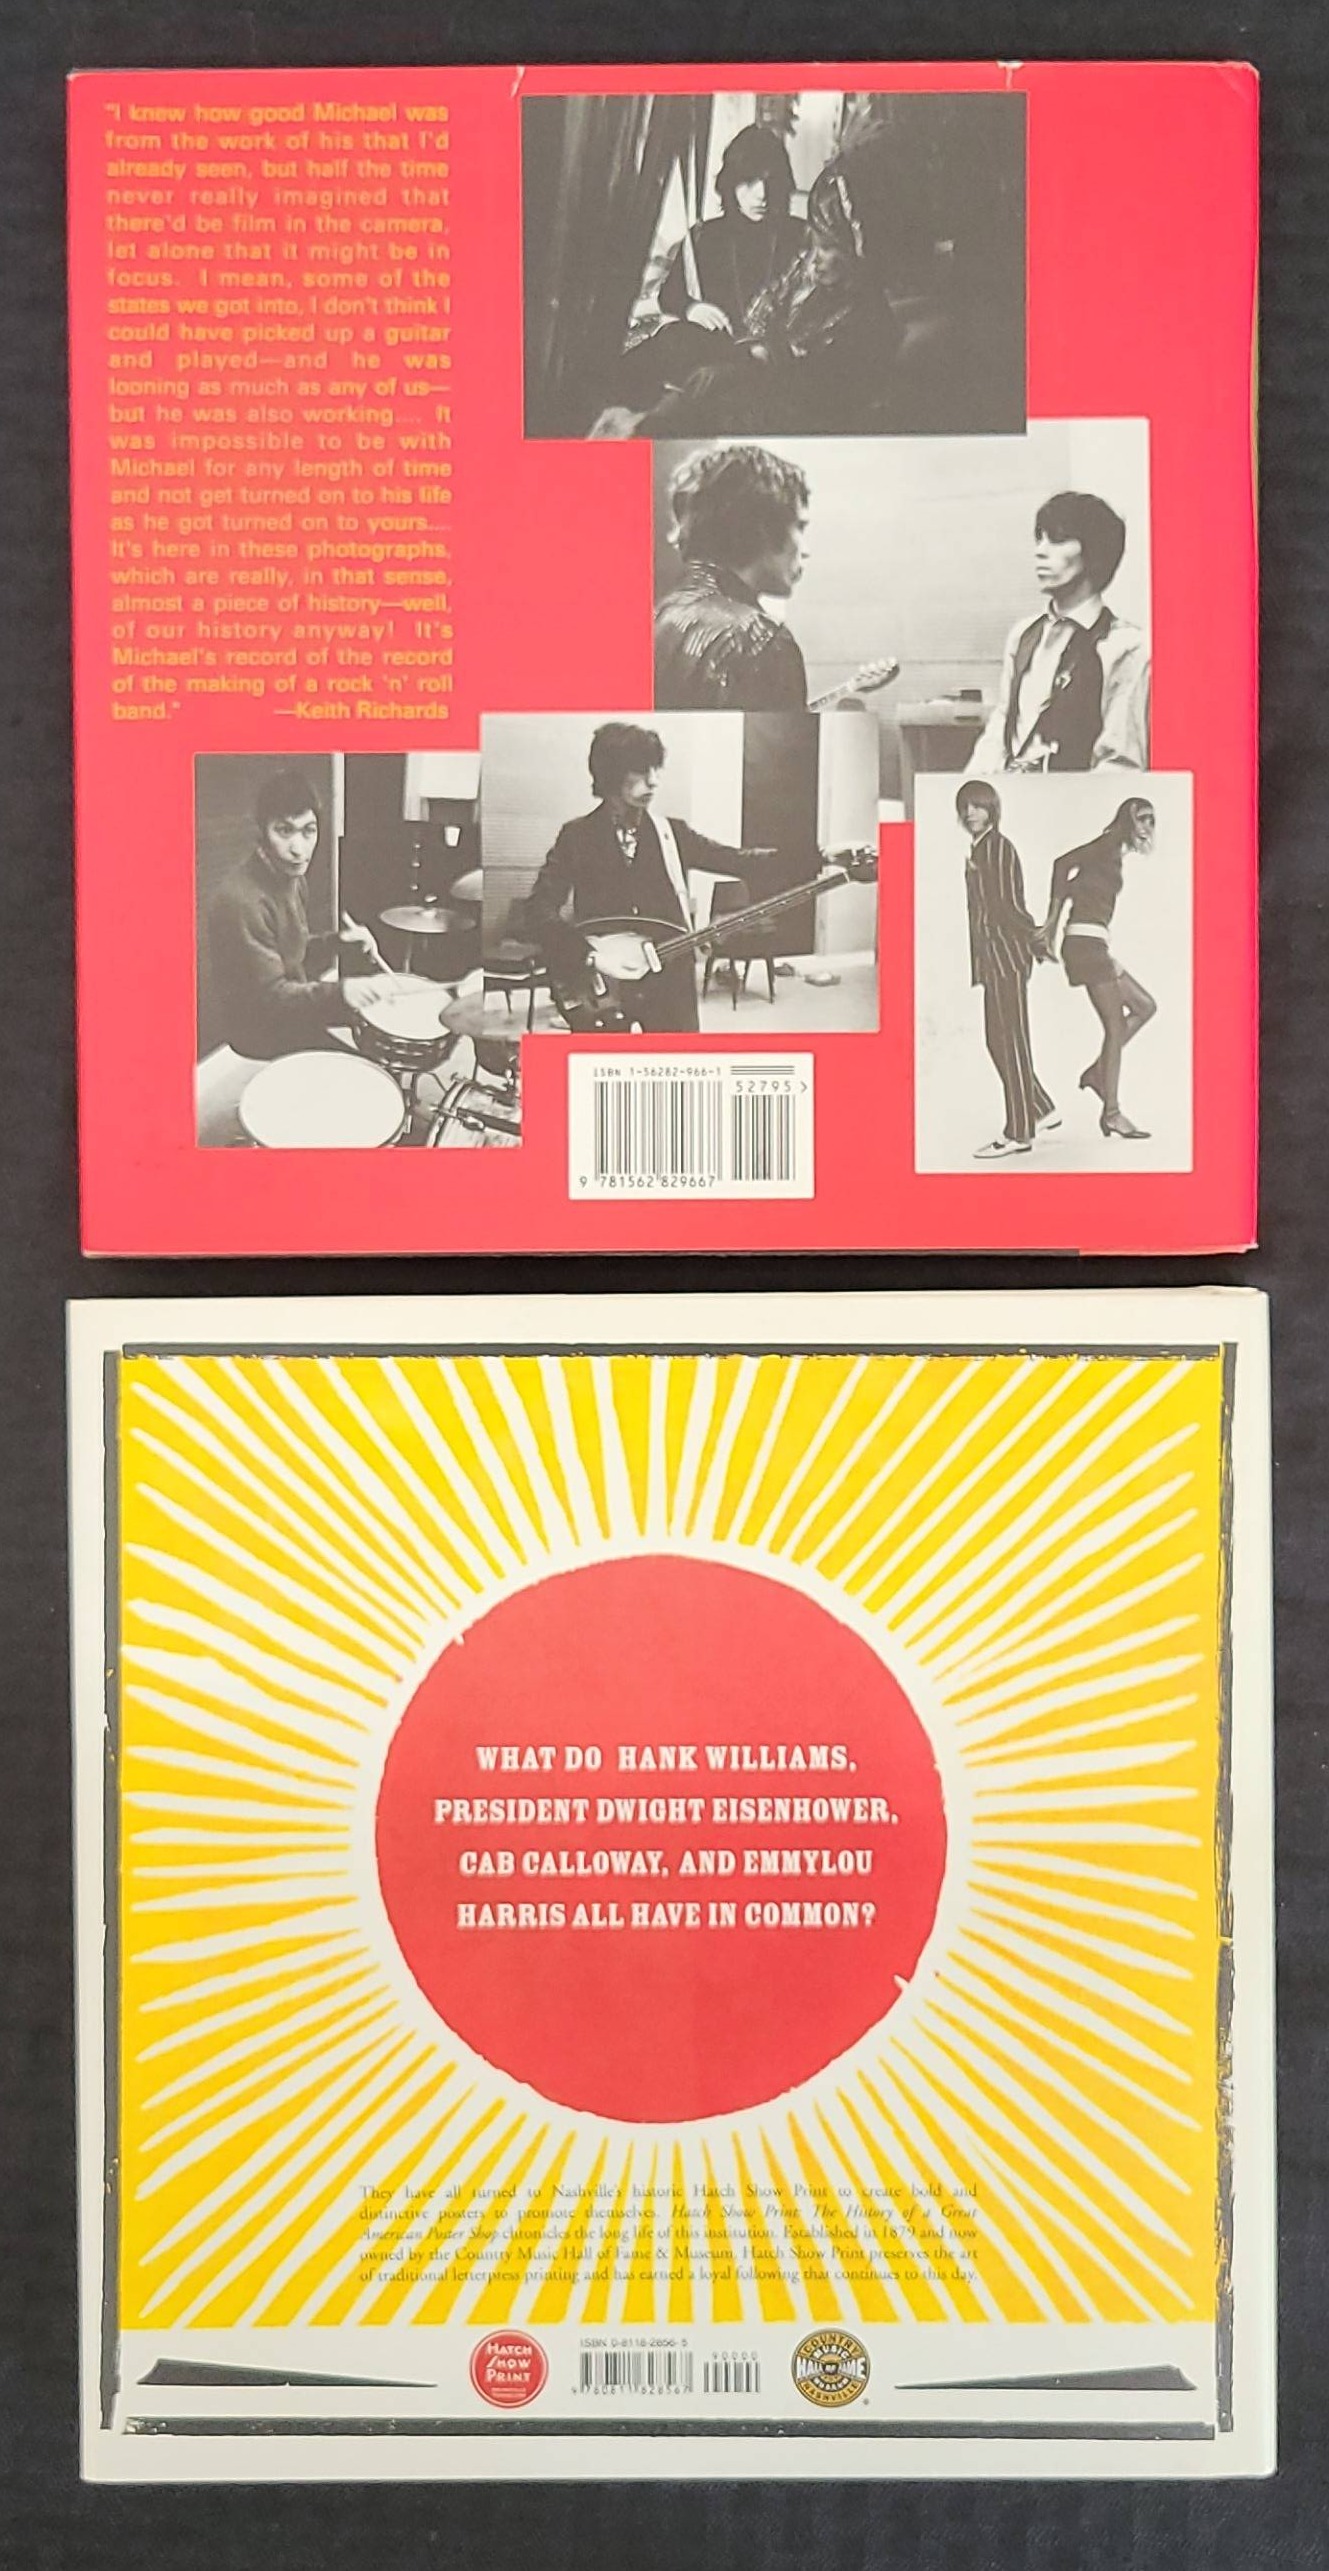 "I knew how good Michael was
from the work of his that I'd
already seen, but half the time
never really imagined that
there'd be film in the camera,
let alone that it might be in
focus. I mean, some of the
states we got into, I don't think I
could have picked up a guitar
and played—and he was
looning as much as any of us—
but he was also working.... It
was impossible to be with
Michael for any length of time
and not get turned on to his life
as he got turned on to yours....
It's here in these photographs,
which are really, in that sense,
almost a piece of history—well,
of our history anyway! It's
Michael's record of the record
of the making of a rock 'n' roll
band." —Keith Richards
ISBN 1-56282-966-1
52795 >
9 781562 829667
WHAT DO HANK WILLIAMS,
PRESIDENT DWIGHT EISENHOWER,
CAB CALLOWAY, AND EMMYLOU
HARRIS ALL HAVE IN COMMON?
They have all turned to Nashville's historic Hatch Show Print to create bold and
distinctive posters to promote themselves. Hatch Show Print: The History of a Great
American Poster Shop chronicles the long life of this institution. Established in 1879 and now
owned by the Country Music Hall of Fame & Museum, Hatch Show Print preserves the art
of traditional letterpress printing and has earned a loyal following that continues to this day.
HATCH
SHOW
PRINT
ISBN 0-8118-2856-5
90000
9 780811 828567
COUNTRY
MUSIC
HALL OF FAME
NASHVILLE